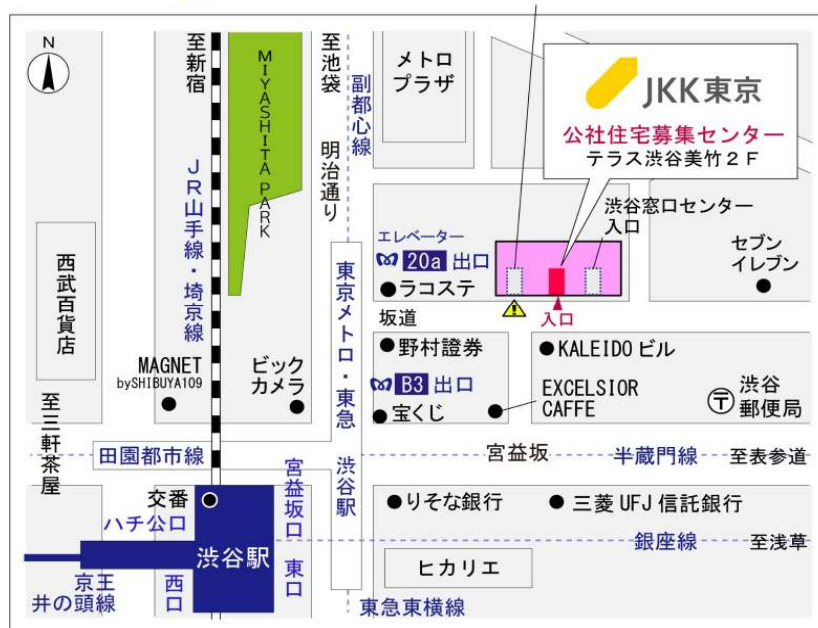 N
至新宿
MIYASHITA PARK
至池袋
副都心線
明治通り
メトロ
プラザ
JKK東京
公社住宅募集センター
テラス渋谷美竹2F
JR山手線・埼京線
西武百貨店
エレベーター
20a 出口
ラコステ
渋谷窓口センター
入口
セブン
イレブン
坂道
入口
東京メトロ・東急 渋谷駅
MAGNET
bySHIBUYA109
ビック
カメラ
野村證券
B3 出口
宝くじ
KALEIDO ビル
EXCELSIOR
CAFFE
〒
渋谷
郵便局
至三軒茶屋
田園都市線
宮益坂
半蔵門線
至表参道
交番
ハチ公口
宮益坂口
りそな銀行
三菱 UFJ 信託銀行
渋谷駅
銀座線
至浅草
京王
井の頭線
西口
東口
ヒカリエ
東急東横線